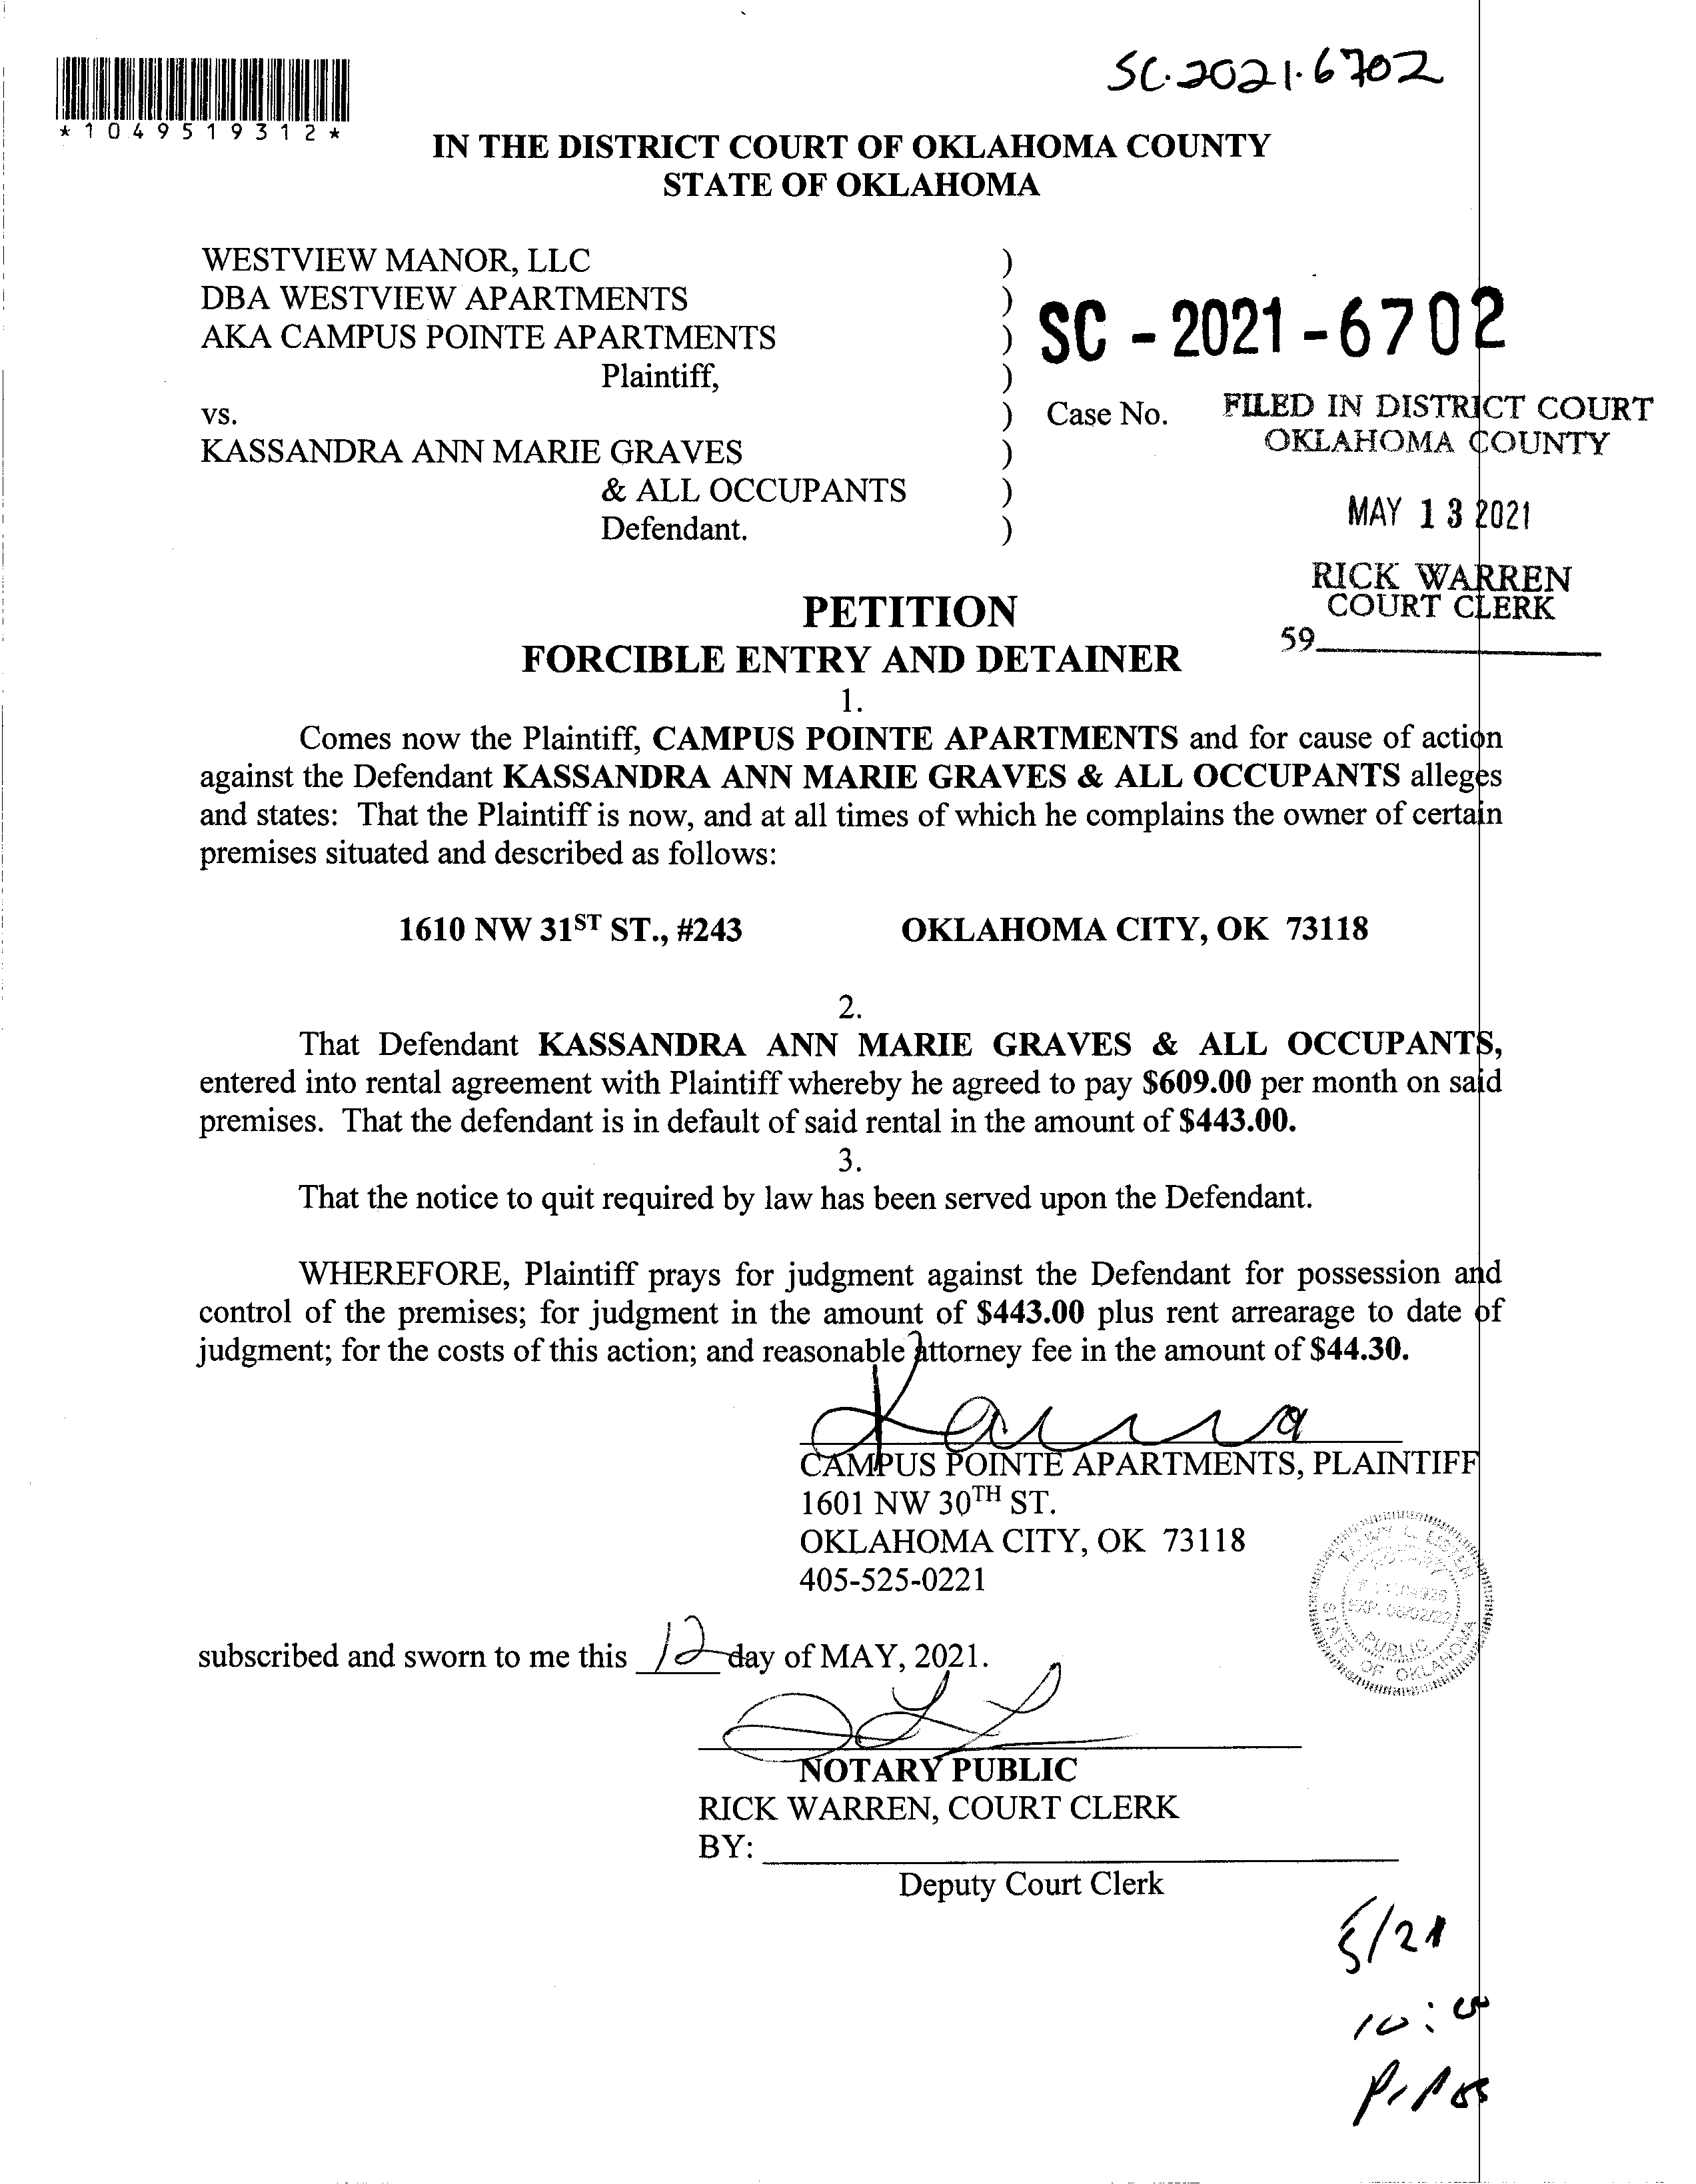 SC.2021.6702
*1049519312*
IN THE DISTRICT COURT OF OKLAHOMA COUNTY
STATE OF OKLAHOMA
WESTVIEW MANOR, LLC )
DBA WESTVIEW APARTMENTS )
AKA CAMPUS POINTE APARTMENTS ) SC - 2021 - 6702
Plaintiff, )
vs. ) Case No. FILED IN DISTRICT COURT
OKLAHOMA COUNTY
KASSANDRA ANN MARIE GRAVES )
& ALL OCCUPANTS )
Defendant. ) MAY 13 2021
RICK WARREN
COURT CLERK
59
PETITION
FORCIBLE ENTRY AND DETAINER
1.
Comes now the Plaintiff, CAMPUS POINTE APARTMENTS and for cause of action
against the Defendant KASSANDRA ANN MARIE GRAVES & ALL OCCUPANTS alleges
and states: That the Plaintiff is now, and at all times of which he complains the owner of certain
premises situated and described as follows:
1610 NW 31ST ST., #243 OKLAHOMA CITY, OK 73118
2.
That Defendant KASSANDRA ANN MARIE GRAVES & ALL OCCUPANTS,
entered into rental agreement with Plaintiff whereby he agreed to pay $609.00 per month on said
premises. That the defendant is in default of said rental in the amount of $443.00.
3.
That the notice to quit required by law has been served upon the Defendant.
WHEREFORE, Plaintiff prays for judgment against the Defendant for possession and
control of the premises; for judgment in the amount of $443.00 plus rent arrearage to date of
judgment; for the costs of this action; and reasonable attorney fee in the amount of $44.30.
CAMPUS POINTE APARTMENTS, PLAINTIFF
1601 NW 30TH ST.
OKLAHOMA CITY, OK 73118
405-525-0221
NOTARY
EXP. 06/02/22
PUBLIC
STATE OF OKLAHOMA
subscribed and sworn to me this 12 day of MAY, 2021.
NOTARY PUBLIC
RICK WARREN, COURT CLERK
BY:
Deputy Court Clerk
5/21